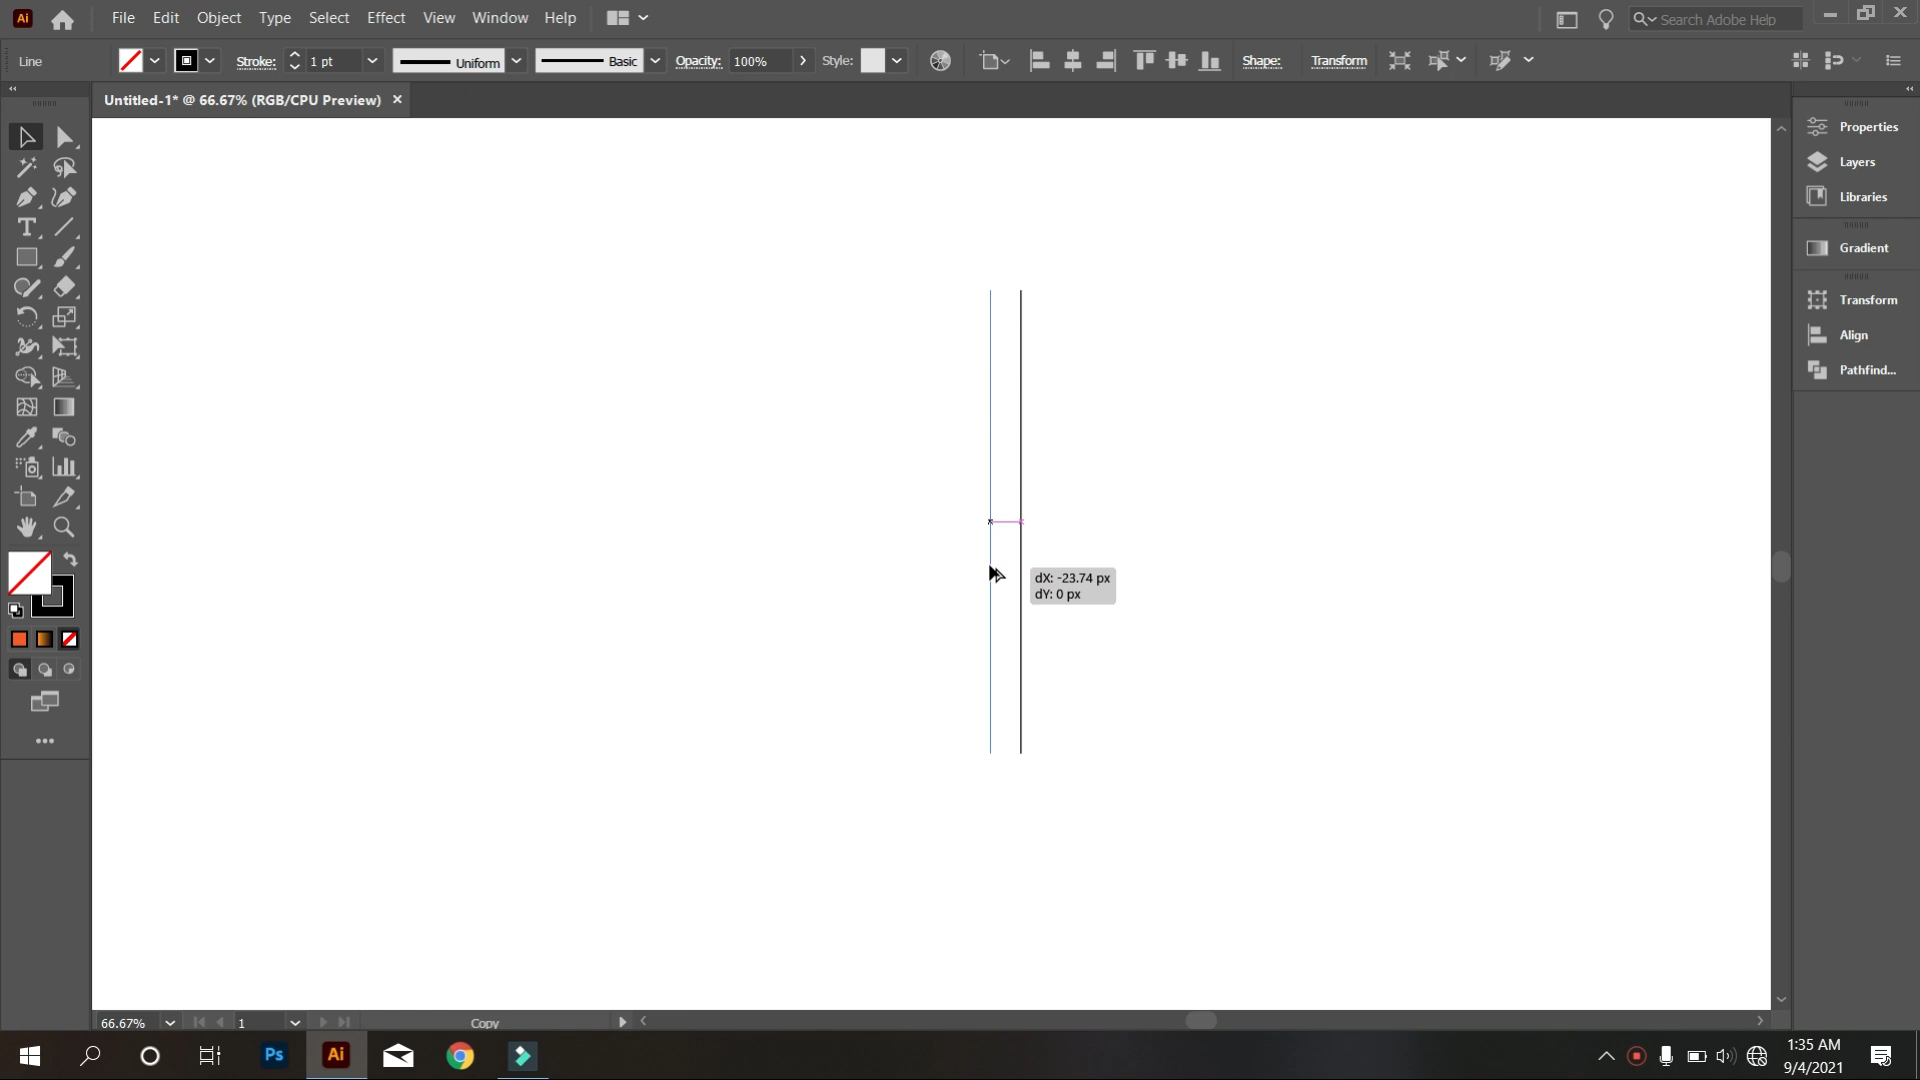 Ai File Edit Object Type Select Effect View Window Help Search Adobe Help
Line Stroke: 1 pt Uniform Basic Opacity: 100% Style: Shape: Transform
Untitled-1* @ 66.67% (RGB/CPU Preview) ×
Properties
Layers
Libraries
Gradient
Transform
Align
Pathfind...
dX: -23.74 px
dY: 0 px
66.67% 1 Copy
Ps Ai 1:35 AM
9/4/2021